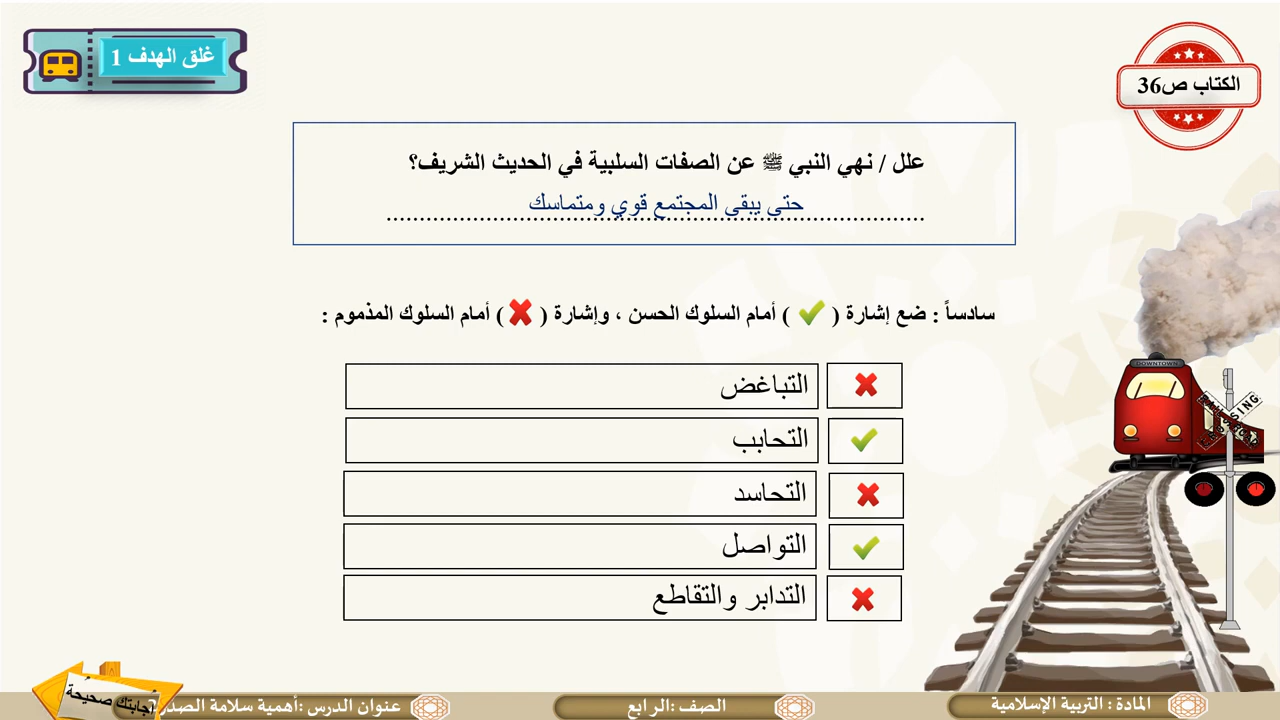 الكتاب ص36
غلق الهدف 1
علل / نهي النبي ﷺ عن الصفات السلبية في الحديث الشريف؟
حتى يبقى المجتمع قوي ومتماسك
سادساً : ضع إشارة ( ✔ ) أمام السلوك الحسن ، وإشارة ( ✖ ) أمام السلوك المذموم :
✖ التباغض
✔ التحابب
✖ التحاسد
✔ التواصل
✖ التدابر والتقاطع
DOWNTOWN
المادة : التربية الإسلامية
الصف :الرابع
عنوان الدرس :أهمية سلامة الصدر
إجابتك صحيحة